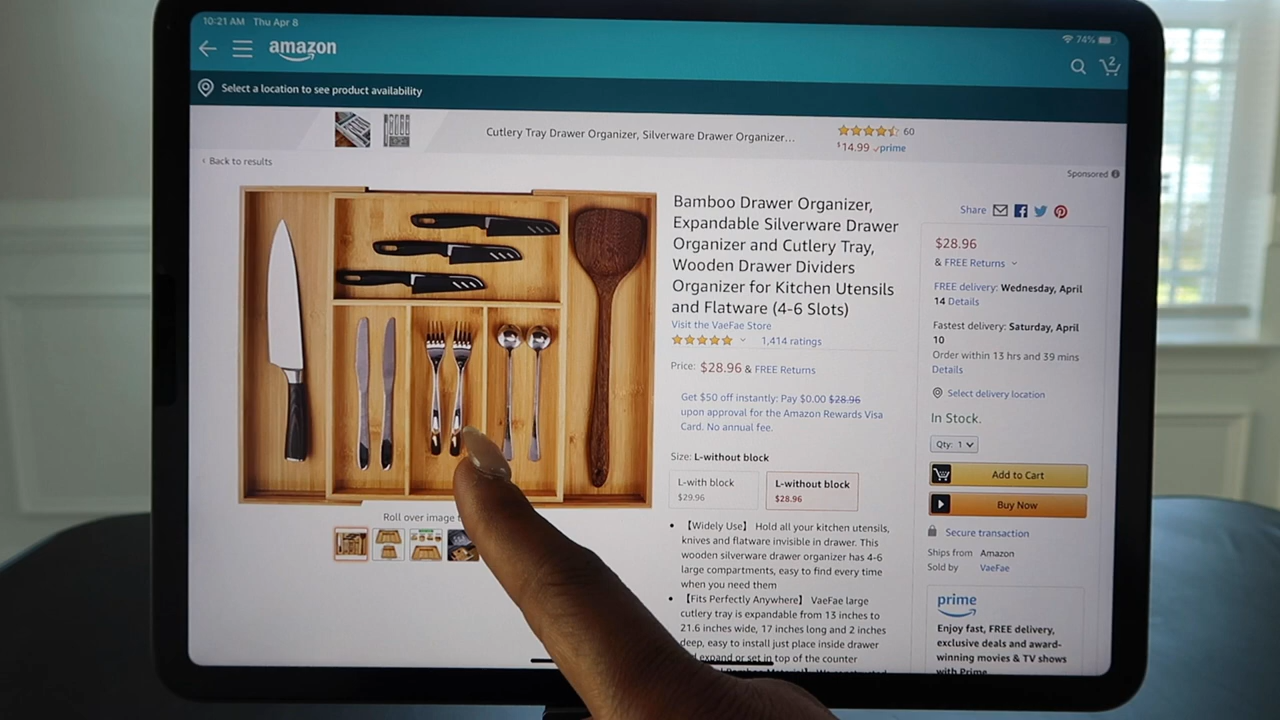 10:21 AM Thu Apr 8
74%
amazon
2
Select a location to see product availability
Cutlery Tray Drawer Organizer, Silverware Drawer Organizer...
60
$14.99 prime
‹ Back to results
Sponsored
Bamboo Drawer Organizer,
Expandable Silverware Drawer
Organizer and Cutlery Tray,
Wooden Drawer Dividers
Organizer for Kitchen Utensils
and Flatware (4-6 Slots)
Visit the VaeFae Store
1,414 ratings
Price: $28.96 & FREE Returns
Get $50 off instantly: Pay $0.00 $28.96
upon approval for the Amazon Rewards Visa
Card. No annual fee.
Size: L-without block
L-with block
$29.96
L-without block
$28.96
Roll over image
• 【Widely Use】 Hold all your kitchen utensils,
knives and flatware invisible in drawer. This
wooden silverware drawer organizer has 4-6
large compartments, easy to find every time
when you need them
• 【Fits Perfectly Anywhere】 VaeFae large
cutlery tray is expandable from 13 inches to
21.6 inches wide, 17 inches long and 2 inches
deep, easy to install just place inside drawer
expand or set in top of the counter
Share
$28.96
& FREE Returns
FREE delivery: Wednesday, April
14 Details
Fastest delivery: Saturday, April
10
Order within 13 hrs and 39 mins
Details
Select delivery location
In Stock.
Qty: 1
Add to Cart
Buy Now
Secure transaction
Ships from Amazon
Sold by VaeFae
prime
Enjoy fast, FREE delivery,
exclusive deals and award-
winning movies & TV shows
with Prime